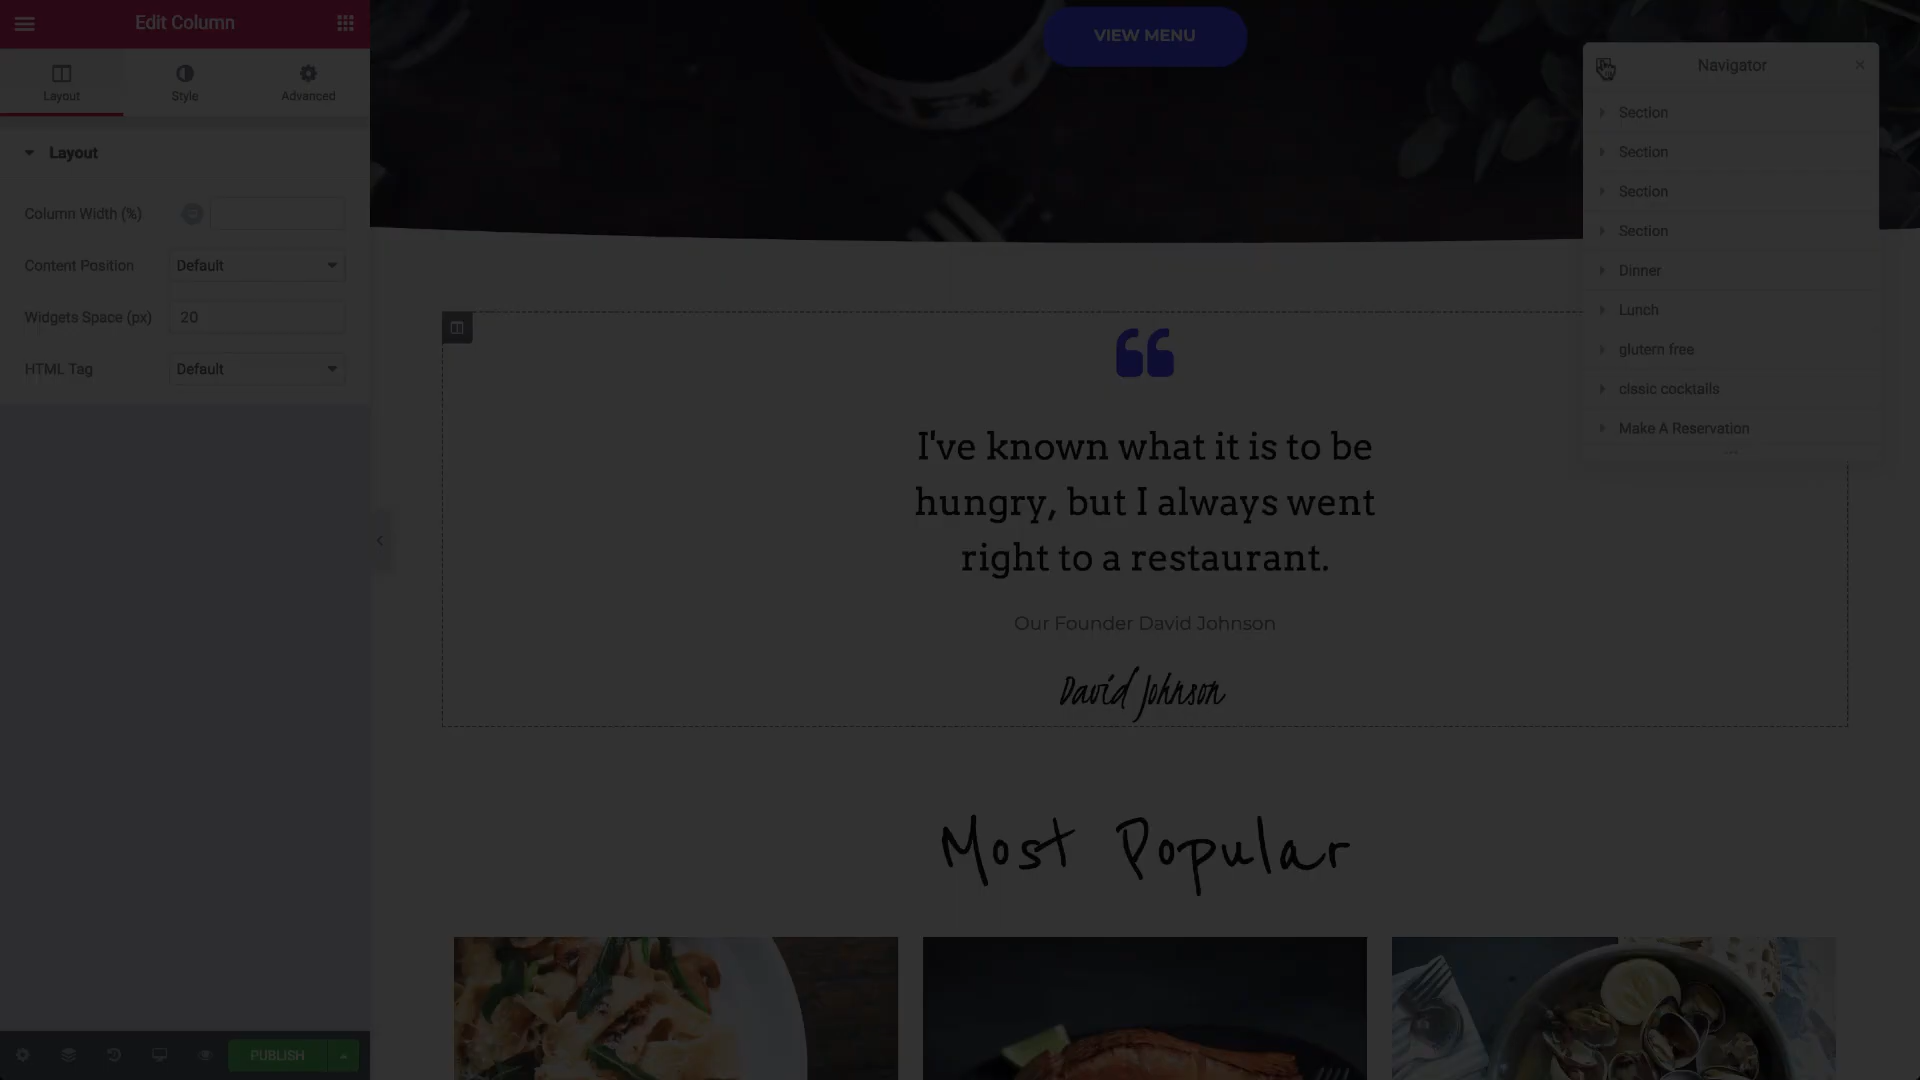 Edit Column
Layout
Style
Advanced
Layout
Column Width (%)
Content Position
Default
Widgets Space (px)
20
HTML Tag
Default
PUBLISH
VIEW MENU
I've known what it is to be
hungry, but I always went
right to a restaurant.
Our Founder David Johnson
David Johnson
Most Popular
Navigator
Section
Section
Section
Section
Dinner
Lunch
glutern free
classic cocktails
Make A Reservation